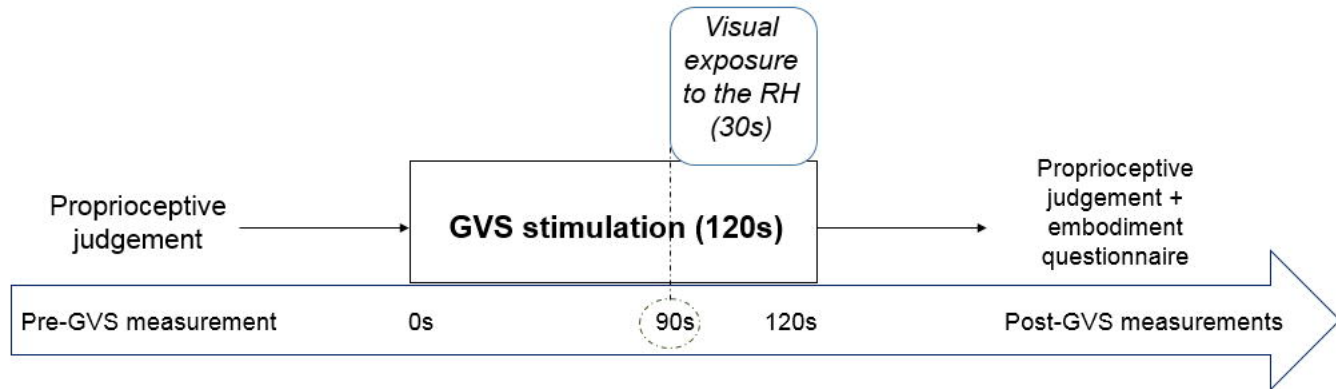 Visual
exposure
to the RH
(30s)
Proprioceptive
judgement
GVS stimulation (120s)
Proprioceptive
judgement +
embodiment
questionnaire
Pre-GVS measurement
0s
90s
120s
Post-GVS measurements